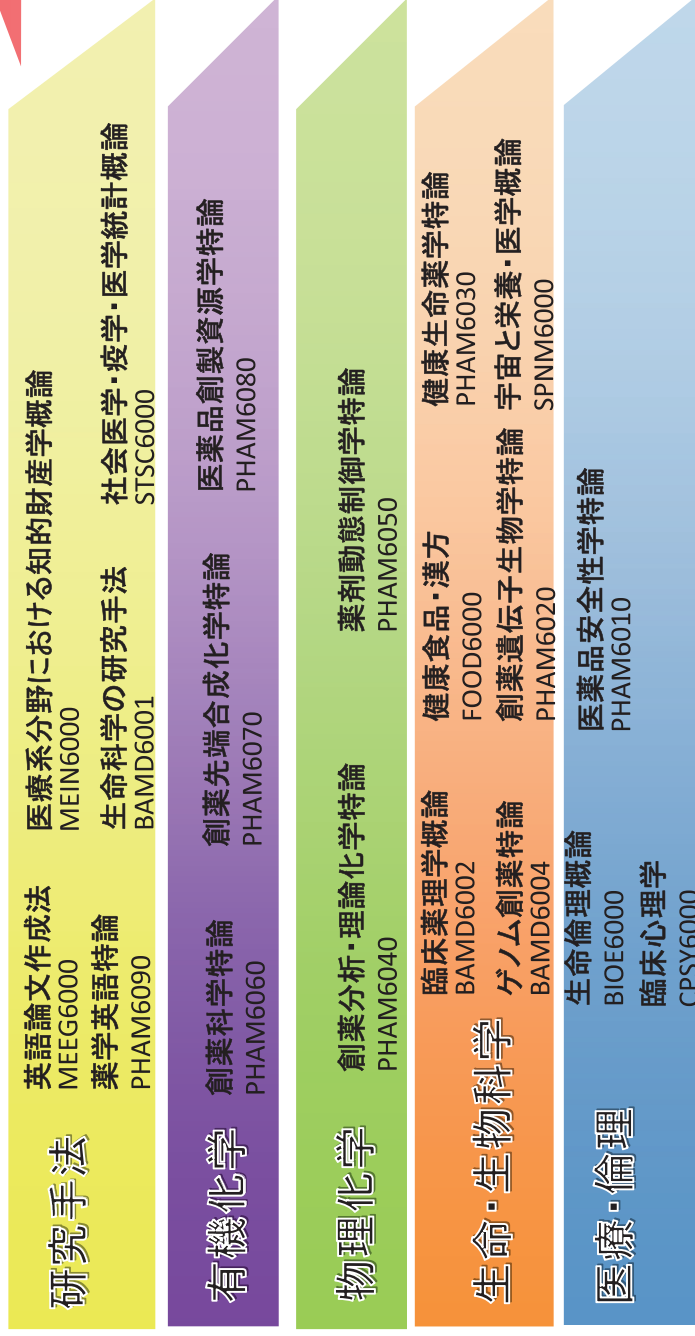 研究手法
英語論文作成法
MEEG6000
薬学英語特論
PHAM6090
医療系分野における知的財産学概論
MEIN6000
生命科学の研究手法
BAMD6001
社会医学・疫学・医学統計概論
STSC6000
有機化学
創薬科学特論
PHAM6060
創薬先端合成化学特論
PHAM6070
医薬品創製資源学特論
PHAM6080
物理化学
創薬分析・理論化学特論
PHAM6040
薬剤動態制御学特論
PHAM6050
生命・生物科学
臨床薬理学概論
BAMD6002
ゲノム創薬特論
BAMD6004
健康食品・漢方
FOOD6000
創薬遺伝子生物学特論
PHAM6020
健康生命薬学特論
PHAM6030
宇宙と栄養・医学概論
SPNM6000
医療・倫理
生命倫理概論
BIOE6000
臨床心理学
CPSY6000
医薬品安全性学特論
PHAM6010